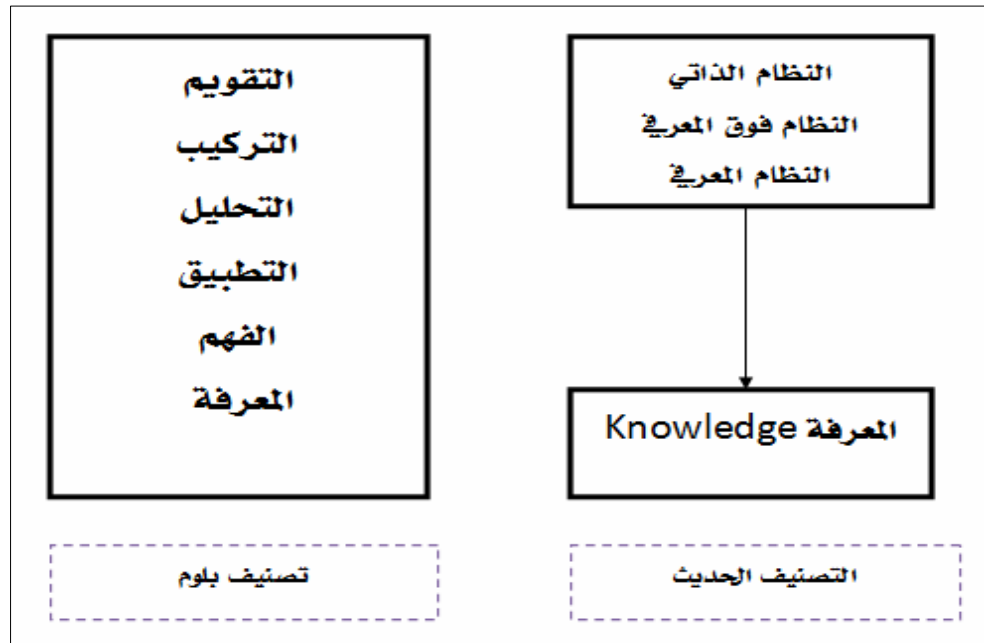 النظام الذاتي
النظام فوق المعرفي
النظام المعرفي
المعرفة Knowledge
التصنيف الحديث
التقويم
التركيب
التحليل
التطبيق
الفهم
المعرفة
تصنيف بلوم